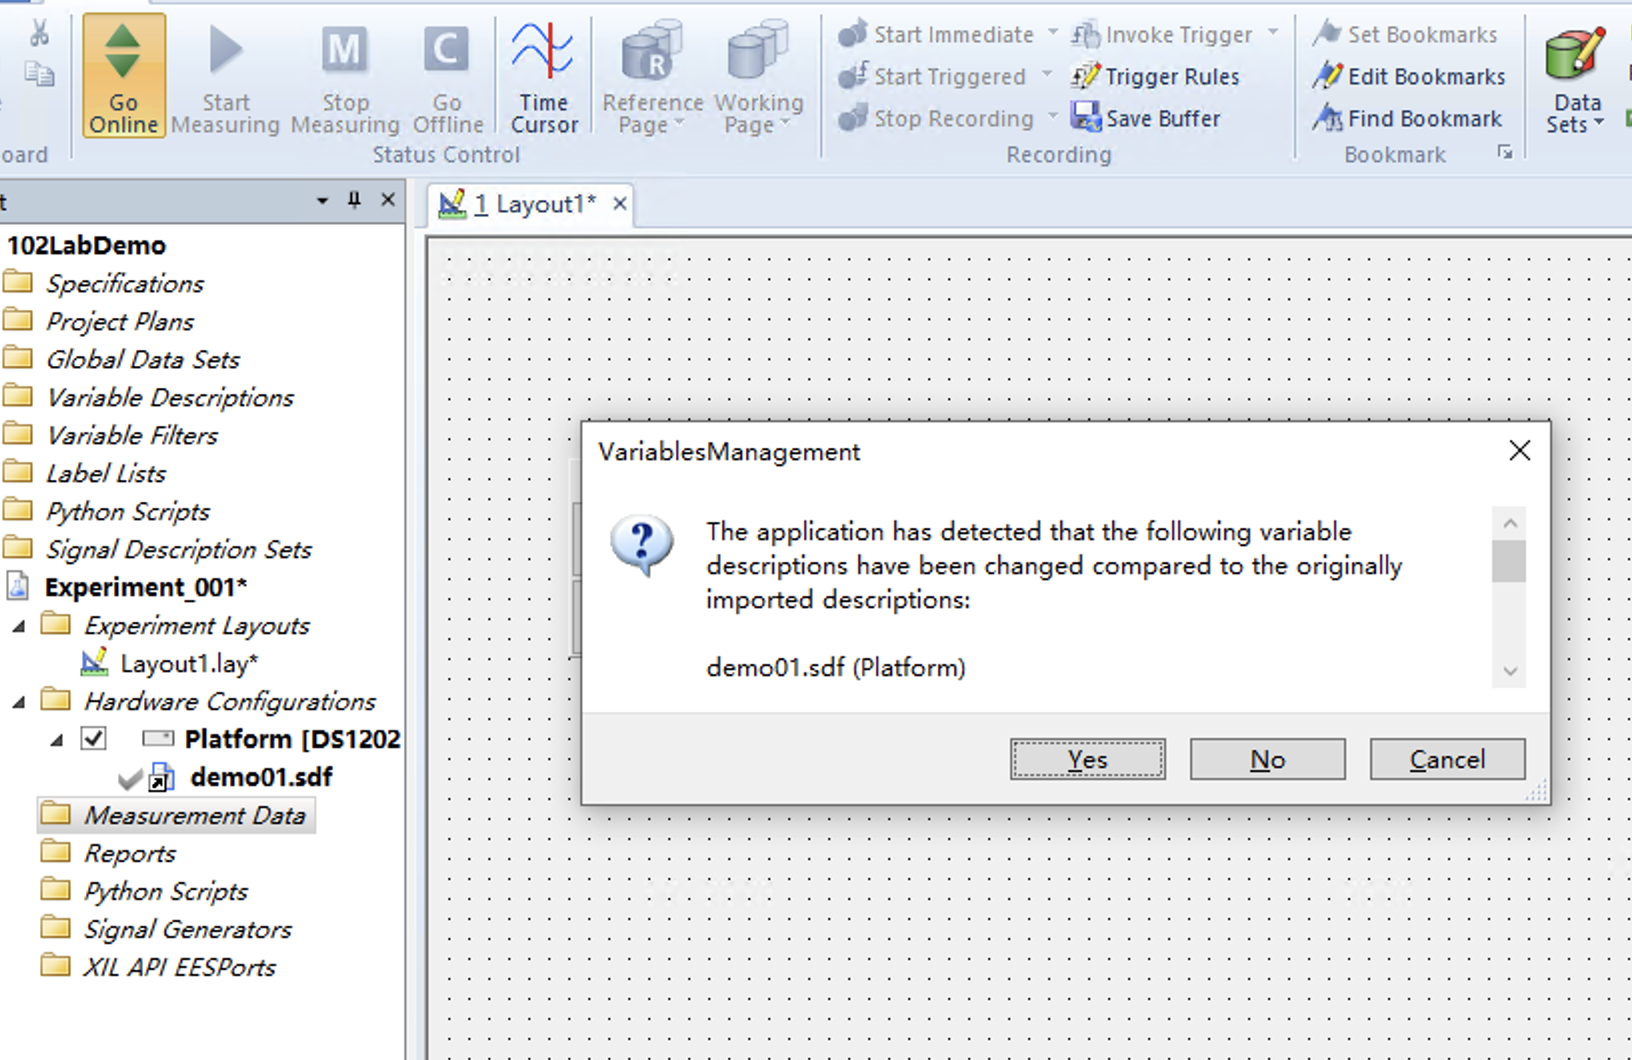 Go Online
Start Measuring
Stop Measuring
Go Offline
Time Cursor
Reference Page
Working Page
M
C
R
Start Immediate
Start Triggered
Stop Recording
Invoke Trigger
Trigger Rules
Save Buffer
Set Bookmarks
Edit Bookmarks
Find Bookmark
Data Sets
oard
Status Control
Recording
Bookmark
t
1 Layout1*
102LabDemo
Specifications
Project Plans
Global Data Sets
Variable Descriptions
Variable Filters
Label Lists
Python Scripts
Signal Description Sets
Experiment_001*
Experiment Layouts
Layout1.lay*
Hardware Configurations
Platform [DS1202
demo01.sdf
Measurement Data
Reports
Python Scripts
Signal Generators
XIL API EESPorts
VariablesManagement
The application has detected that the following variable
descriptions have been changed compared to the originally
imported descriptions:
demo01.sdf (Platform)
Yes
No
Cancel